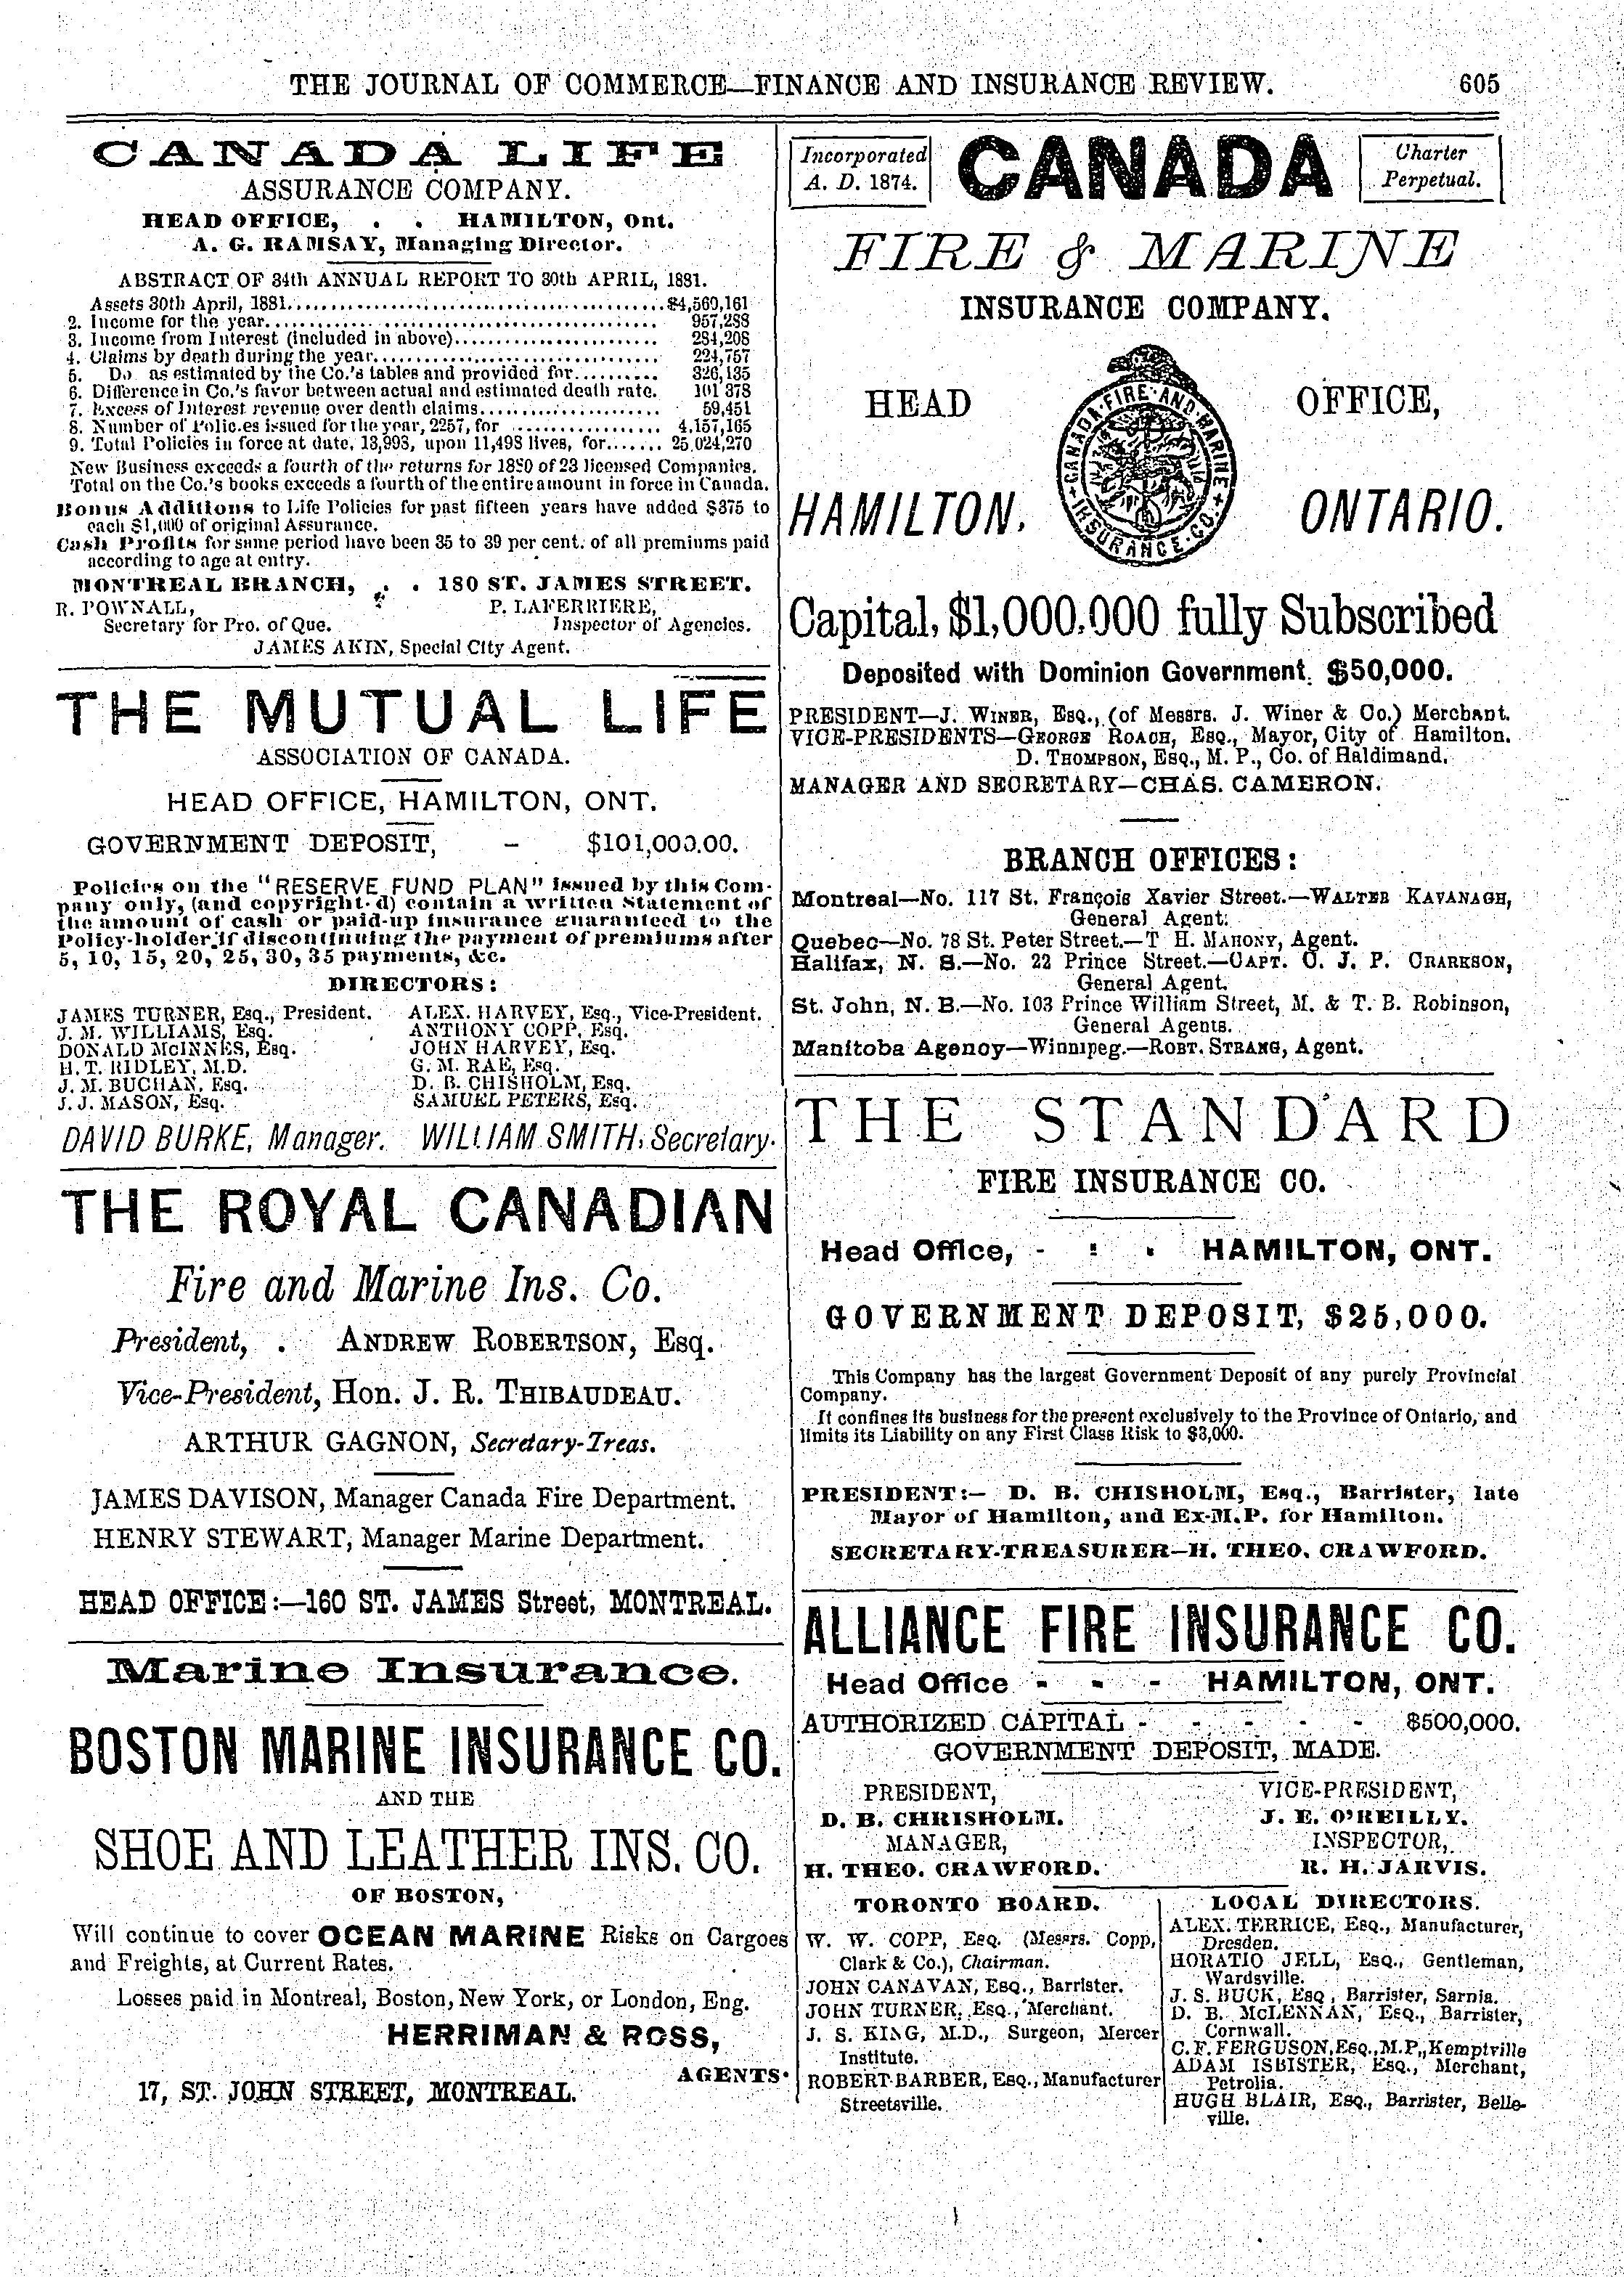 THE JOURNAL OF COMMERCE—FINANCE AND INSURANCE REVIEW. 605
CANADA LIFE
ASSURANCE COMPANY.
HEAD OFFICE, . . HAMILTON, Ont.
A. G. RAMSAY, Managing Director.
ABSTRACT OF 34th ANNUAL REPORT TO 30th APRIL, 1881.
Assets 30th April, 1881. $4,569,161
2. Income for the year. 957,288
3. Income from Interest (included in above) 284,208
4. Claims by death during the year. 224,757
5. Do as estimated by the Co.'s tables and provided for. 326,135
6. Difference in Co.'s favor between actual and estimated death rate. 101 378
7. Excess of Interest revenue over death claims 59,451
8. Number of Polic.es issued for the year, 2257, for 4.157,165
9. Total Policies in force at date, 13,993, upon 11,498 lives, for 25,024,270
New Business exceeds a fourth of the returns for 1880 of 23 licensed Companies.
Total on the Co.'s books exceeds a fourth of the entire amount in force in Canada.
Bonus Additions to Life Policies for past fifteen years have added $375 to
each $1,000 of original Assurance.
Cash Profits for same period have been 35 to 39 per cent. of all premiums paid
according to age at entry.
MONTREAL BRANCH, . . 180 ST. JAMES STREET.
R. POWNALL, P. LAFERRIERE,
Secretary for Pro. of Que. Inspector of Agencies.
JAMES AKIN, Special City Agent.
THE MUTUAL LIFE
ASSOCIATION OF CANADA.
HEAD OFFICE, HAMILTON, ONT.
GOVERNMENT DEPOSIT, - $101,000.00.
Policies on the "RESERVE FUND PLAN" issued by this Com-
pany only, (and copyright d) contain a written Statement of
the amount of cash or paid-up insurance guaranteed to the
Policy-holder if discontinuing the payment of premiums after
5, 10, 15, 20, 25, 30, 35 payments, &c.
DIRECTORS:
JAMES TURNER, Esq., President. ALEX. HARVEY, Esq., Vice-President.
J. M. WILLIAMS, Esq. ANTHONY COPP, Esq.
DONALD McINNES, Esq. JOHN HARVEY, Esq.
H. T. RIDLEY, M.D. G. M. RAE, Esq.
J. M. BUCHAN, Esq. D. B. CHISHOLM, Esq.
J. J. MASON, Esq. SAMUEL PETERS, Esq.
DAVID BURKE, Manager. WILLIAM SMITH, Secretary.
THE ROYAL CANADIAN
Fire and Marine Ins. Co.
President, . ANDREW ROBERTSON, Esq.
Vice-President, Hon. J. R. THIBAUDEAU.
ARTHUR GAGNON, Secretary-Treas.
JAMES DAVISON, Manager Canada Fire Department.
HENRY STEWART, Manager Marine Department.
HEAD OFFICE:—160 ST. JAMES Street, MONTREAL.
Marine Insurance.
BOSTON MARINE INSURANCE CO.
AND THE
SHOE AND LEATHER INS. CO.
OF BOSTON,
Will continue to cover OCEAN MARINE Risks on Cargoes
and Freights, at Current Rates.
Losses paid in Montreal, Boston, New York, or London, Eng.
HERRIMAN & ROSS,
AGENTS.
17, ST. JOHN STREET, MONTREAL.
Incorporated
A. D. 1874.
CANADA
Charter
Perpetual.
FIRE & MARINE
INSURANCE COMPANY.
HEAD OFFICE,
CANADA FIRE AND MARINE INSURANCE CO.
HAMILTON, ONTARIO.
Capital, $1,000,000 fully Subscribed
Deposited with Dominion Government, $50,000.
PRESIDENT—J. WINER, ESQ., (of Messrs. J. Winer & Co.) Merchant.
VICE-PRESIDENTS—GEORGE ROACH, ESQ., Mayor, City of Hamilton.
D. THOMPSON, ESQ., M. P., Co. of Haldimand.
MANAGER AND SECRETARY—CHAS. CAMERON.
BRANCH OFFICES:
Montreal—No. 117 St. François Xavier Street.—WALTER KAVANAGH,
General Agent.
Quebec—No. 78 St. Peter Street.—T H. MAHONY, Agent.
Halifax, N. S.—No. 22 Prince Street.—CAPT. C. J. P. CRARKSON,
General Agent.
St. John, N. B.—No. 103 Prince William Street, M. & T. B. Robinson,
General Agents.
Manitoba Agency—Winnipeg.—ROBT. STRANG, Agent.
THE STANDARD
FIRE INSURANCE CO.
Head Office, - : . HAMILTON, ONT.
GOVERNMENT DEPOSIT, $25,000.
This Company has the largest Government Deposit of any purely Provincial
Company.
It confines its business for the present exclusively to the Province of Ontario, and
limits its Liability on any First Class Risk to $3,000.
PRESIDENT:— D. B. CHISHOLM, Esq., Barrister, late
Mayor of Hamilton, and Ex-M.P. for Hamilton.
SECRETARY-TREASURER—H. THEO. CRAWFORD.
ALLIANCE FIRE INSURANCE CO.
Head Office - - - HAMILTON, ONT.
AUTHORIZED CAPITAL - - - - - $500,000.
GOVERNMENT DEPOSIT, MADE.
PRESIDENT, VICE-PRESIDENT,
D. B. CHRISHOLM. J. E. O'REILLY.
MANAGER, INSPECTOR,
H. THEO. CRAWFORD. R. H. JARVIS.
TORONTO BOARD.
W. W. COPP, ESQ. (Messrs. Copp,
Clark & Co.), Chairman.
JOHN CANAVAN, ESQ., Barrister.
JOHN TURNER, ESQ., Merchant.
J. S. KING, M.D., Surgeon, Mercer
Institute.
ROBERT BARBER, ESQ., Manufacturer
Streetsville.
LOCAL DIRECTORS.
ALEX. TERRICE, ESQ., Manufacturer,
Dresden.
HORATIO JELL, ESQ., Gentleman,
Wardsville.
J. S. BUCK, ESQ., Barrister, Sarnia.
D. B. McLENNAN, ESQ., Barrister,
Cornwall.
C. F. FERGUSON, ESQ., M.P., Kemptville
ADAM ISBISTER, ESQ., Merchant,
Petrolia.
HUGH BLAIR, ESQ., Barrister, Belle-
ville.